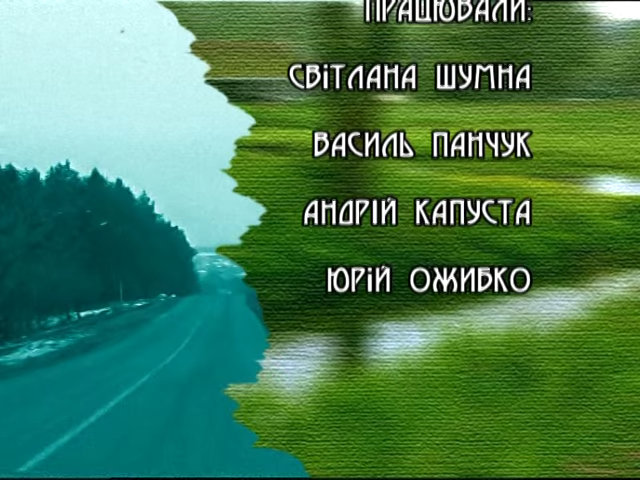 ПРАЦЮВАЛИ:
СВІТЛАНА ШУМНА
ВАСИЛЬ ПАНЧУК
АНДРІЙ КАПУСТА
ЮРІЙ ОЖИБКО